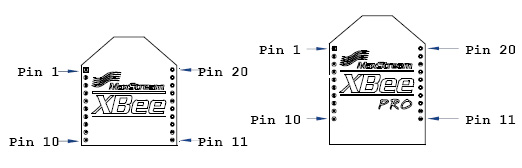 Pin 1
Pin 20
MaxStream
XBee
Pin 10
Pin 11
Pin 1
Pin 20
MaxStream
XBee
PRO
Pin 10
Pin 11